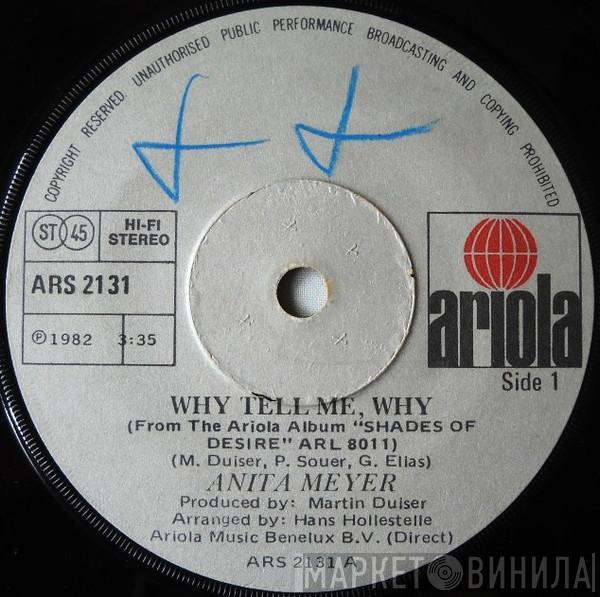 COPYRIGHT RESERVED. UNAUTHORISED PUBLIC PERFORMANCE BROADCASTING AND COPYING PROHIBITED
ST 45
HI-FI
STEREO
ARS 2131
℗ 1982 3:35
ariola
Side 1
WHY TELL ME, WHY
(From The Ariola Album "SHADES OF
DESIRE" ARL 8011)
(M. Duiser, P. Souer, G. Elias)
ANITA MEYER
Produced by: Martin Duiser
Arranged by: Hans Hollestelle
Ariola Music Benelux B.V. (Direct)
ARS 2131 A
МАРКЕТ ВИНИЛА